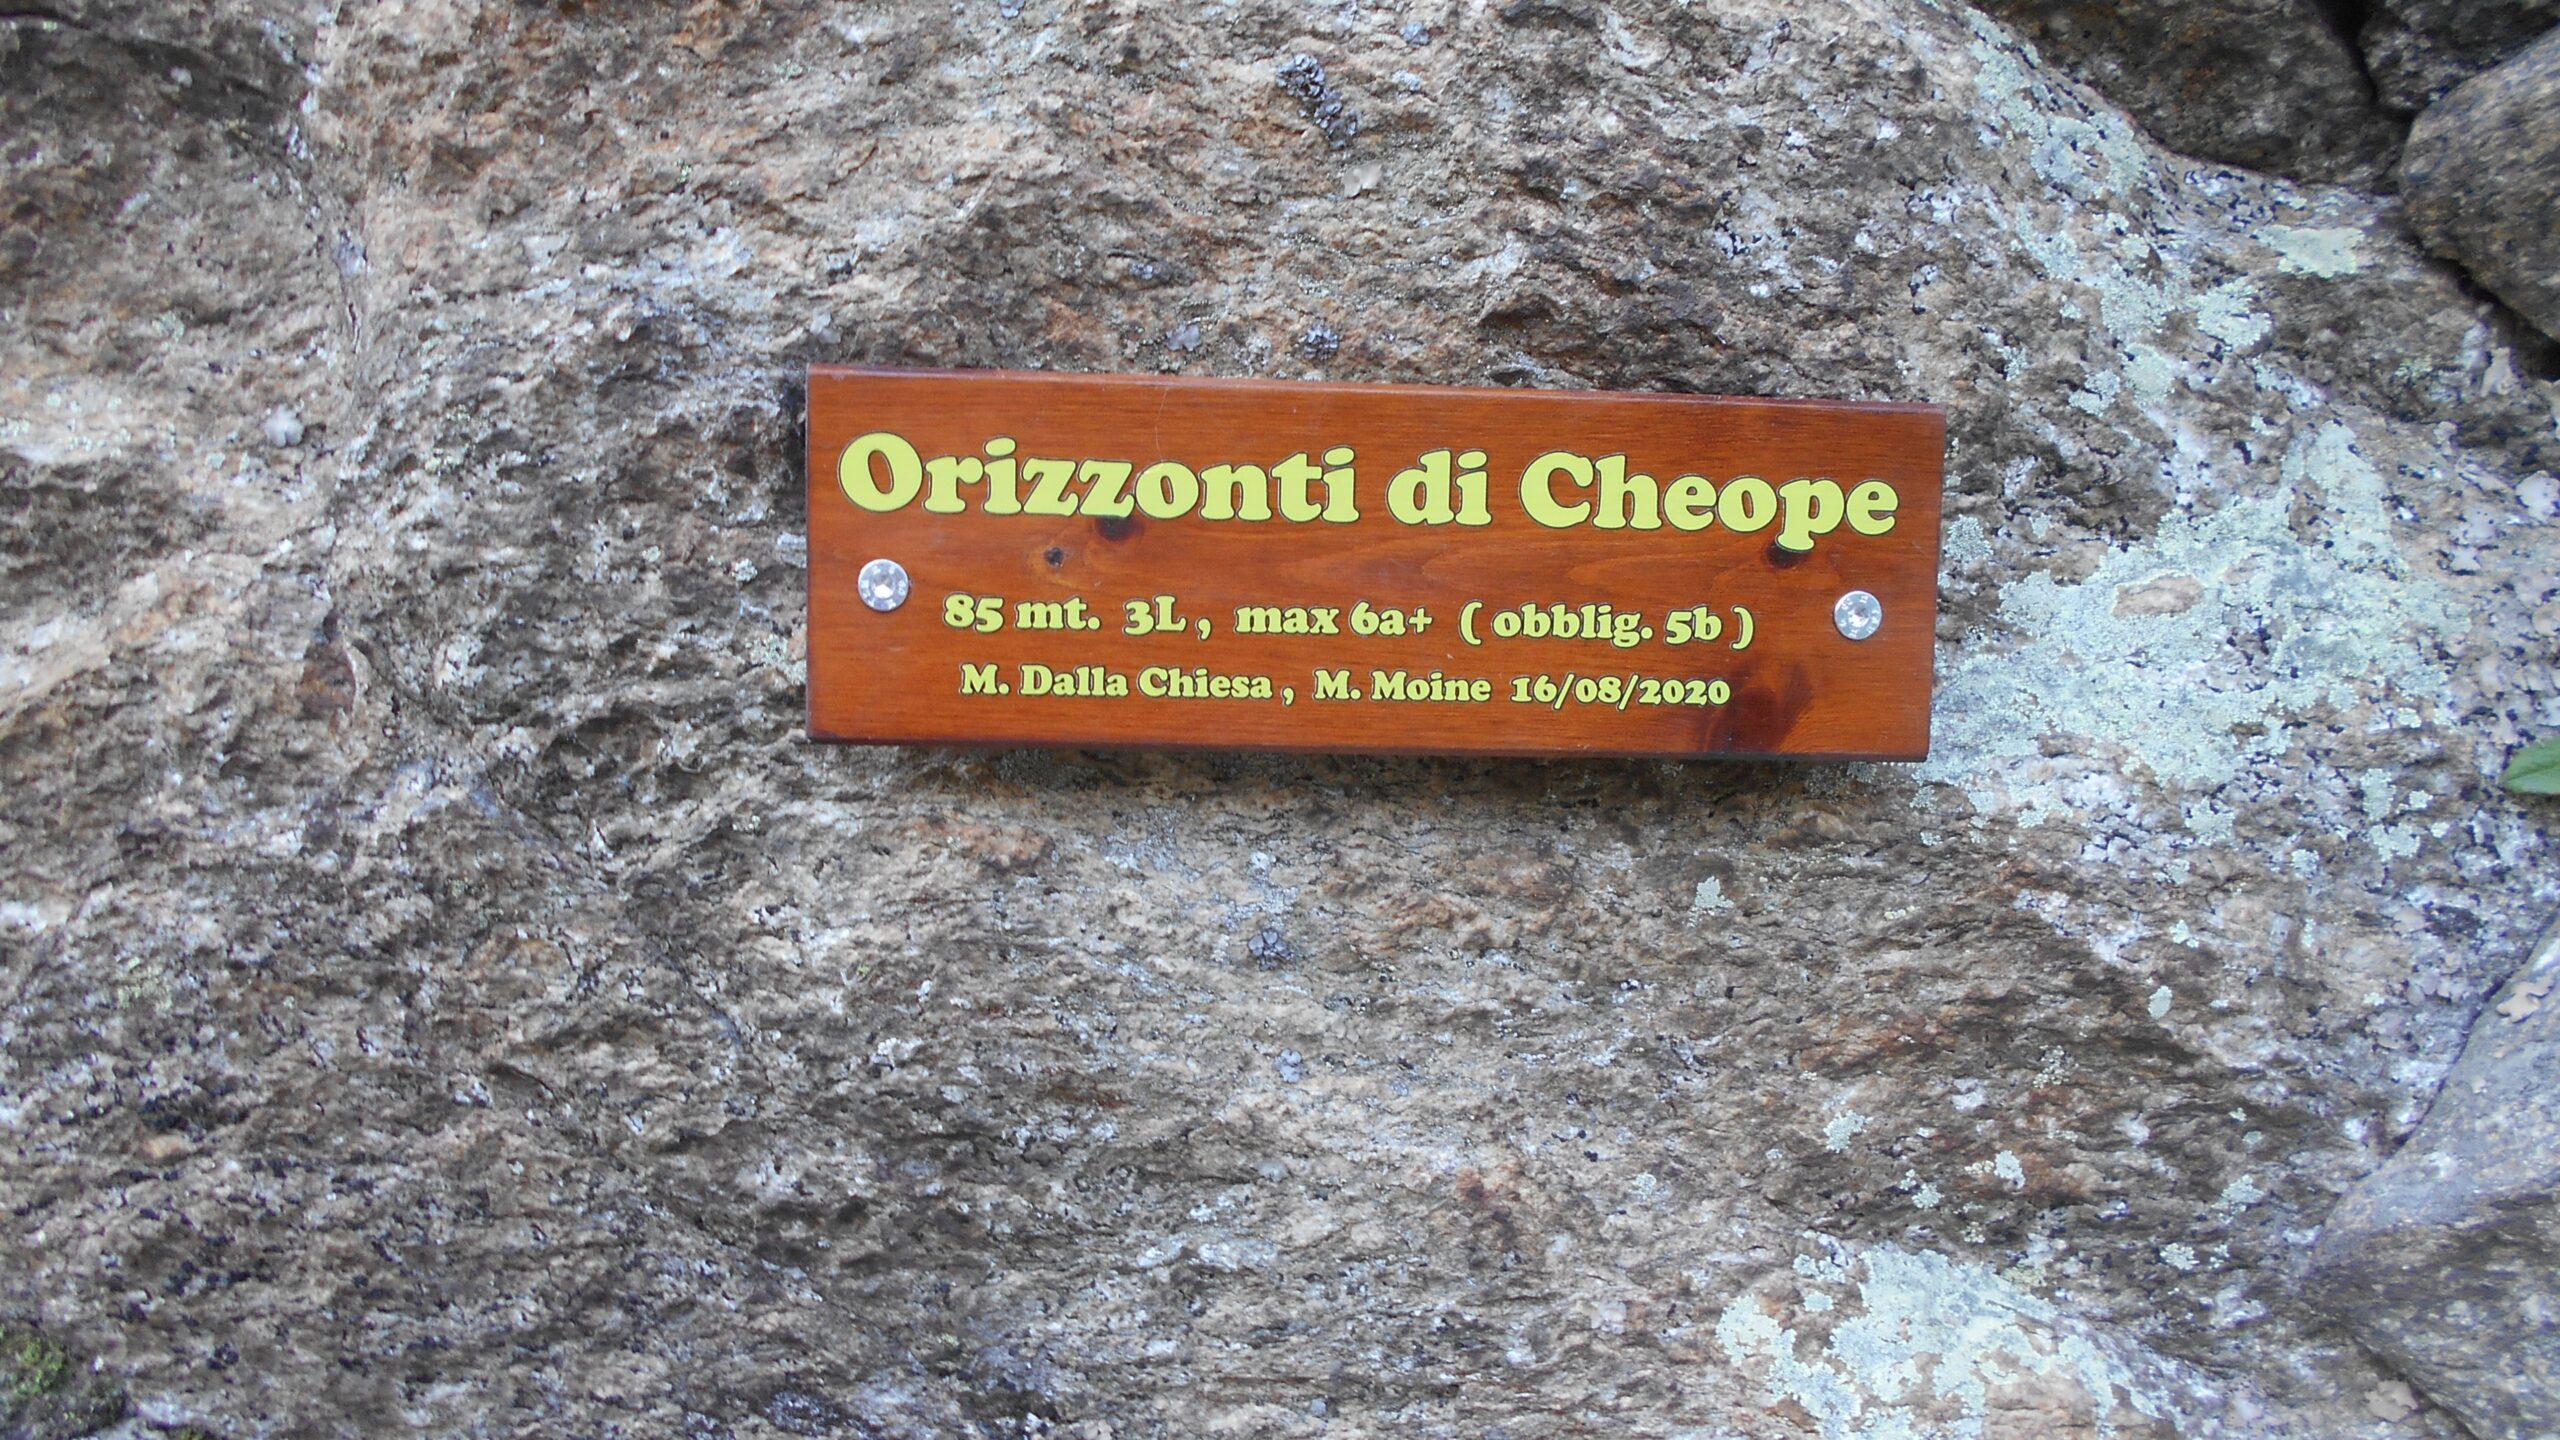 Orizzonti di Cheope
85 mt. 3L, max 6a+ ( obblig. 5b )
M. Dalla Chiesa, M. Moine 16/08/2020